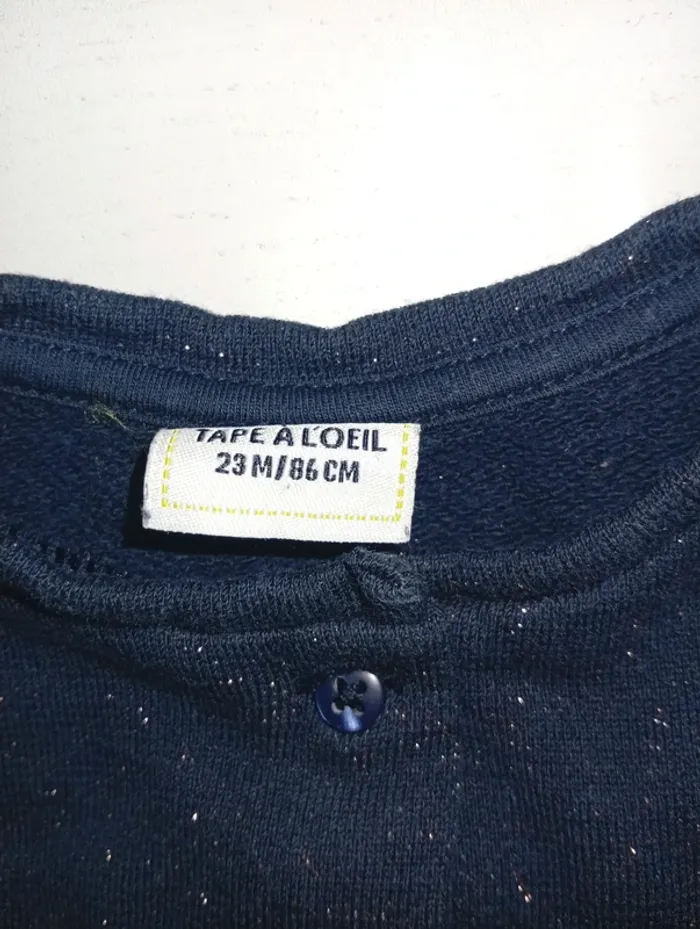 TAPE A L'OEIL
23 M/86 CM